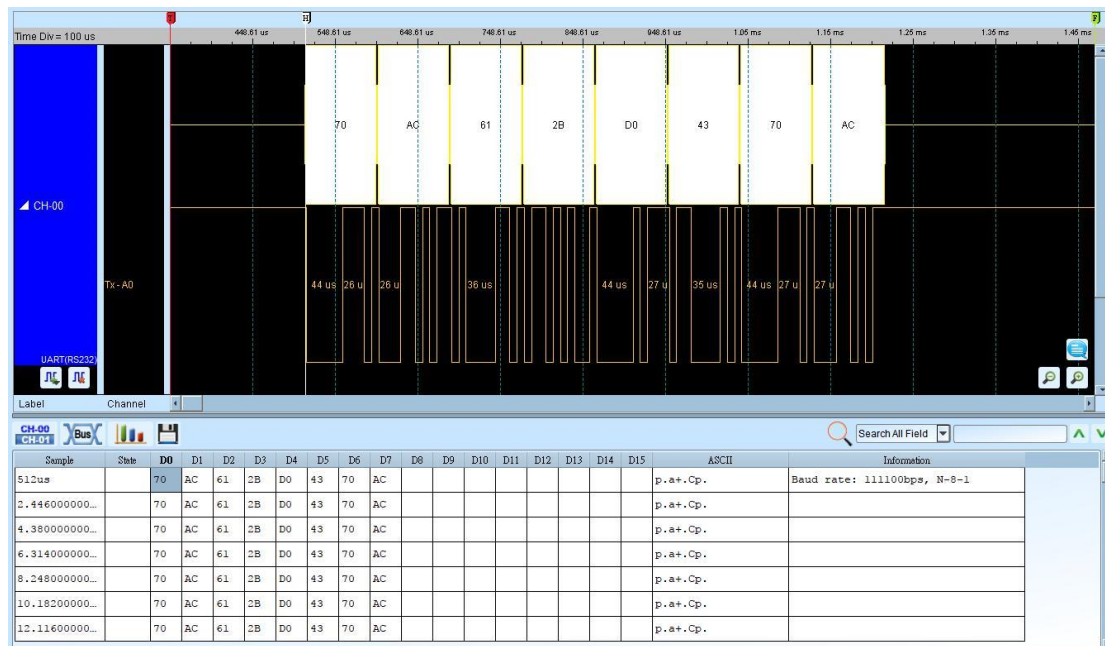 T H F
Time Div = 100 us 448.61 us 548.61 us 648.61 us 748.61 us 848.61 us 948.61 us 1.05 ms 1.15 ms 1.25 ms 1.35 ms 1.45 ms
70 AC 61 2B D0 43 70 AC
CH-00
Tx - A0 44 us 26 u 26 u 36 us 44 us 27 u 35 us 44 us 27 u 27 u
UART(RS232)
Label Channel
CH-00 CH-01 Bus Search All Field
Sample State D0 D1 D2 D3 D4 D5 D6 D7 D8 D9 D10 D11 D12 D13 D14 D15 ASCII Information
512us 70 AC 61 2B D0 43 70 AC p.a+.Cp. Baud rate: 111100bps, N-8-1
2.446000000... 70 AC 61 2B D0 43 70 AC p.a+.Cp.
4.380000000... 70 AC 61 2B D0 43 70 AC p.a+.Cp.
6.314000000... 70 AC 61 2B D0 43 70 AC p.a+.Cp.
8.248000000... 70 AC 61 2B D0 43 70 AC p.a+.Cp.
10.18200000... 70 AC 61 2B D0 43 70 AC p.a+.Cp.
12.11600000... 70 AC 61 2B D0 43 70 AC p.a+.Cp.